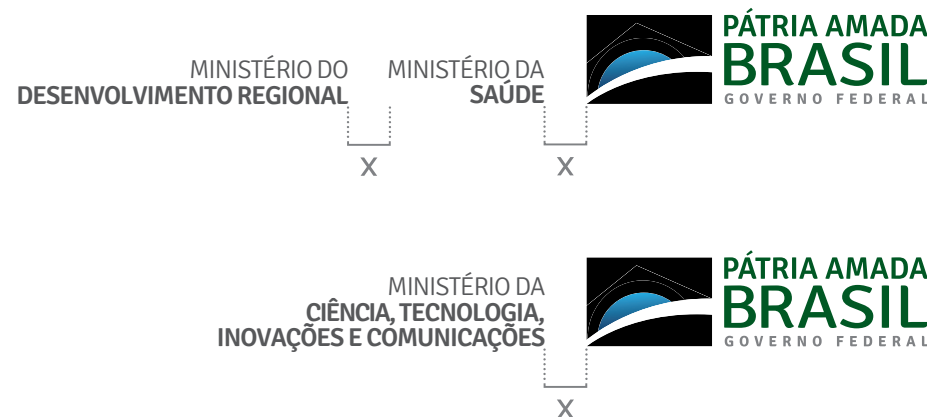 MINISTÉRIO DO
DESENVOLVIMENTO REGIONAL
MINISTÉRIO DA
SAÚDE
PÁTRIA AMADA
BRASIL
GOVERNO FEDERAL
X
X
MINISTÉRIO DA
CIÊNCIA, TECNOLOGIA,
INOVAÇÕES E COMUNICAÇÕES
PÁTRIA AMADA
BRASIL
GOVERNO FEDERAL
X